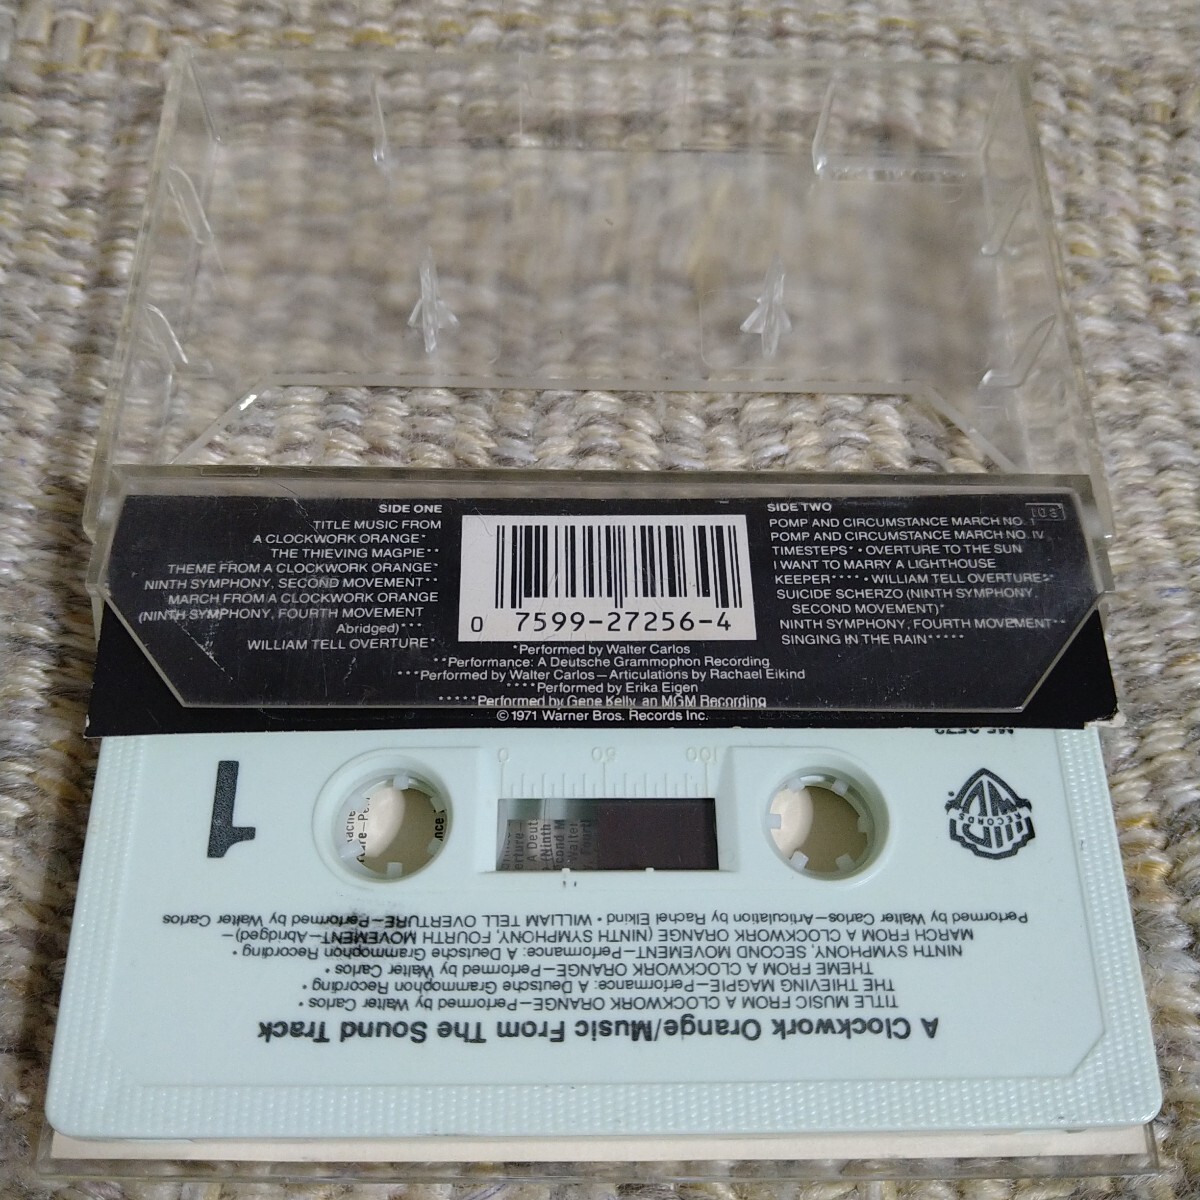 SIDE ONE
TITLE MUSIC FROM
A CLOCKWORK ORANGE*
THE THIEVING MAGPIE**
THEME FROM A CLOCKWORK ORANGE*
NINTH SYMPHONY, SECOND MOVEMENT**
MARCH FROM A CLOCKWORK ORANGE
(NINTH SYMPHONY, FOURTH MOVEMENT
Abridged)***
WILLIAM TELL OVERTURE*
0 7599-27256-4
SIDE TWO
POMP AND CIRCUMSTANCE MARCH NO. 1
POMP AND CIRCUMSTANCE MARCH NO. IV
TIMESTEPS* • OVERTURE TO THE SUN
I WANT TO MARRY A LIGHTHOUSE
KEEPER**** • WILLIAM TELL OVERTURE*
SUICIDE SCHERZO (NINTH SYMPHONY,
SECOND MOVEMENT)*
NINTH SYMPHONY, FOURTH MOVEMENT**
SINGING IN THE RAIN*****
*Performed by Walter Carlos
**Performance: A Deutsche Grammophon Recording
***Performed by Walter Carlos—Articulations by Rachael Elkind
****Performed by Erika Eigen
*****Performed by Gene Kelly, an MGM Recording
© 1971 Warner Bros. Records Inc.
A Clockwork Orange/Music From The Sound Track
TITLE MUSIC FROM A CLOCKWORK ORANGE—Performed by Walter Carlos •
THE THIEVING MAGPIE—Performance: A Deutsche Grammophon Recording •
THEME FROM A CLOCKWORK ORANGE—Performed by Walter Carlos •
NINTH SYMPHONY, SECOND MOVEMENT—Performance: A Deutsche Grammophon Recording •
MARCH FROM A CLOCKWORK ORANGE (NINTH SYMPHONY, FOURTH MOVEMENT—Abridged)—
Performed by Walter Carlos—Articulation by Rachel Elkind • WILLIAM TELL OVERTURE—Performed by Walter Carlos
RECORDS
1
100 50 0